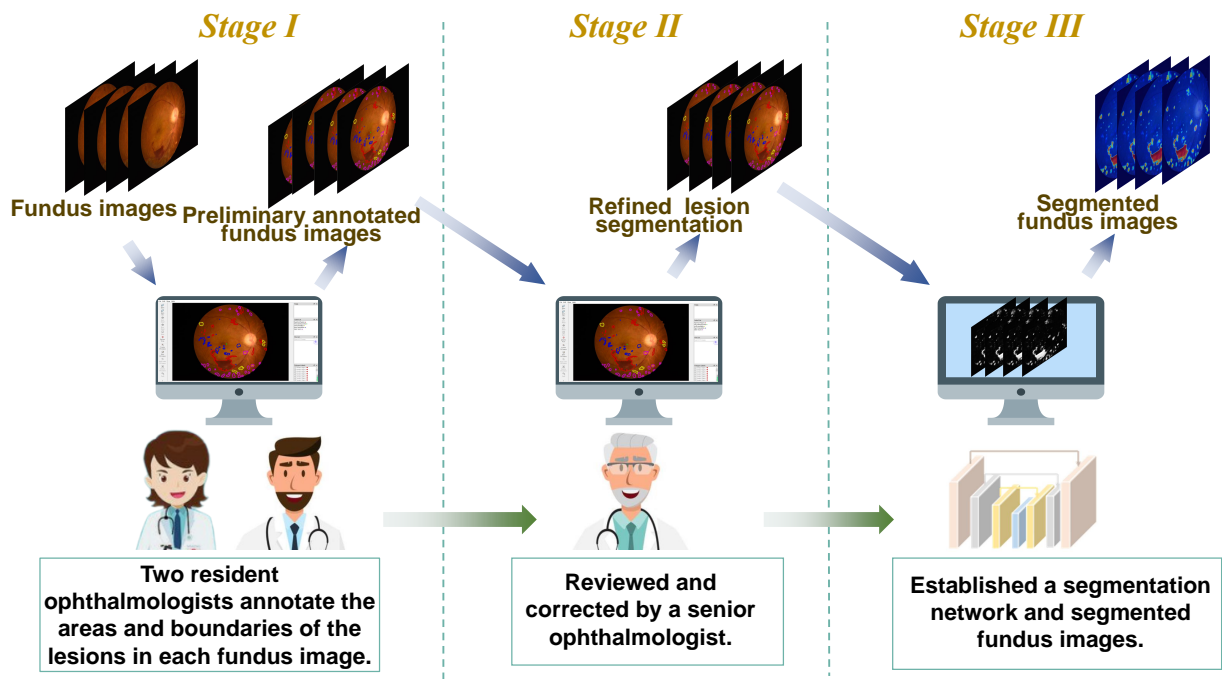 Stage I
Fundus images
Preliminary annotated
fundus images
Two resident
ophthalmologists annotate the
areas and boundaries of the
lesions in each fundus image.
Stage II
Refined lesion
segmentation
Reviewed and
corrected by a senior
ophthalmologist.
Stage III
Segmented
fundus images
Established a segmentation
network and segmented
fundus images.